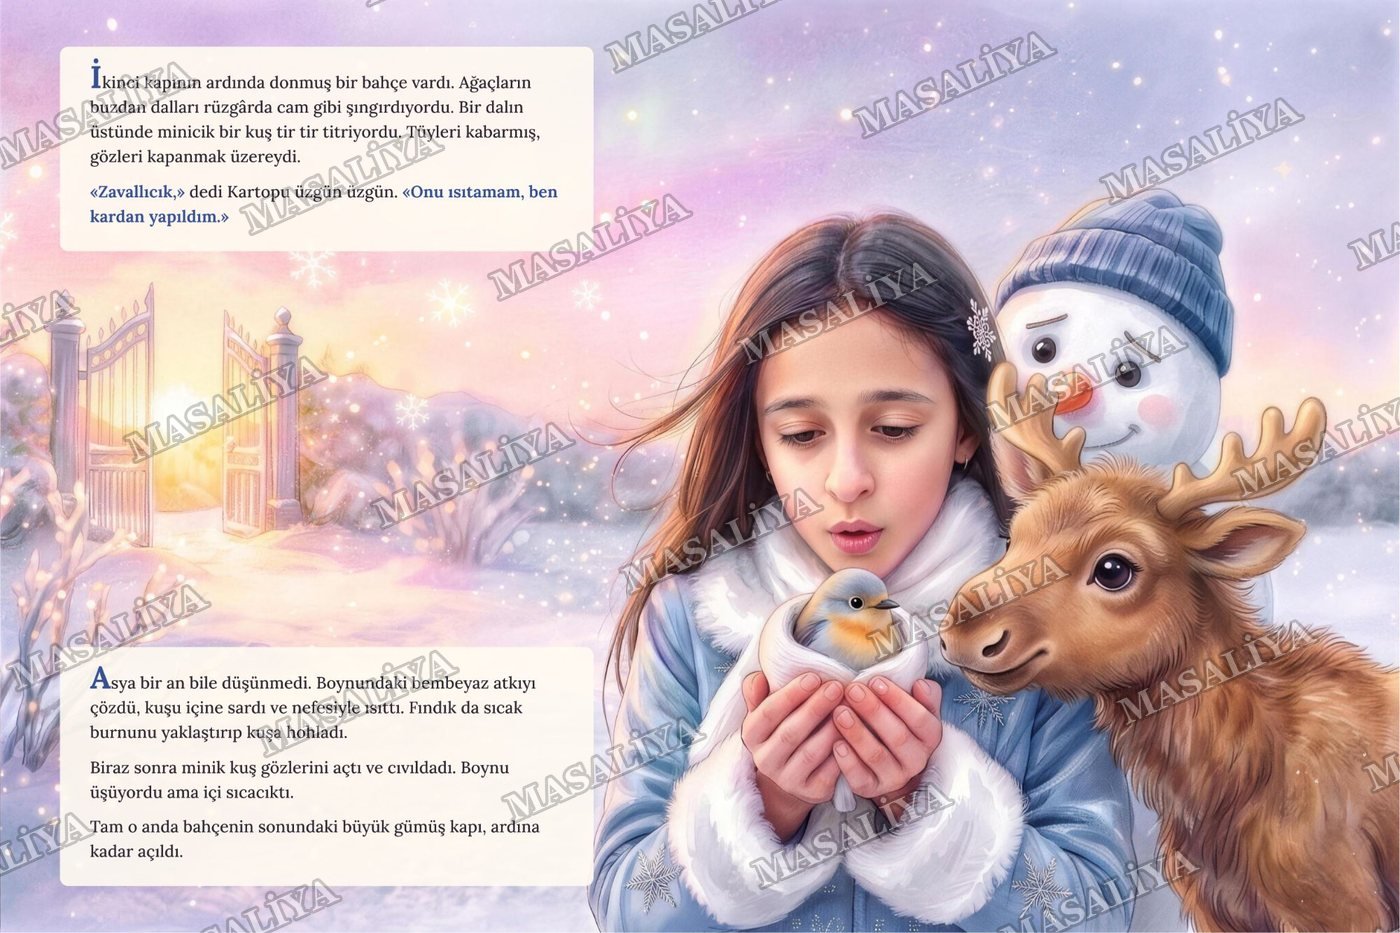 İkinci kapının ardında donmuş bir bahçe vardı. Ağaçların
buzdan dalları rüzgârda cam gibi şıngırdıyordu. Bir dalın
üstünde minicik bir kuş tir tir titriyordu. Tüyleri kabarmış,
gözleri kapanmak üzereydi.
«Zavallıcık,» dedi Kartopu üzgün üzgün. «Onu ısıtamam, ben
kardan yapıldım.»
Asya bir an bile düşünmedi. Boynundaki bembeyaz atkıyı
çözdü, kuşu içine sardı ve nefesiyle ısıttı. Fındık da sıcak
burnunu yaklaştırıp kuşa hohladı.
Biraz sonra minik kuş gözlerini açtı ve cıvıldadı. Boynu
üşüyordu ama içi sıcacıktı.
Tam o anda bahçenin sonundaki büyük gümüş kapı, ardına
kadar açıldı.
MASALİYA